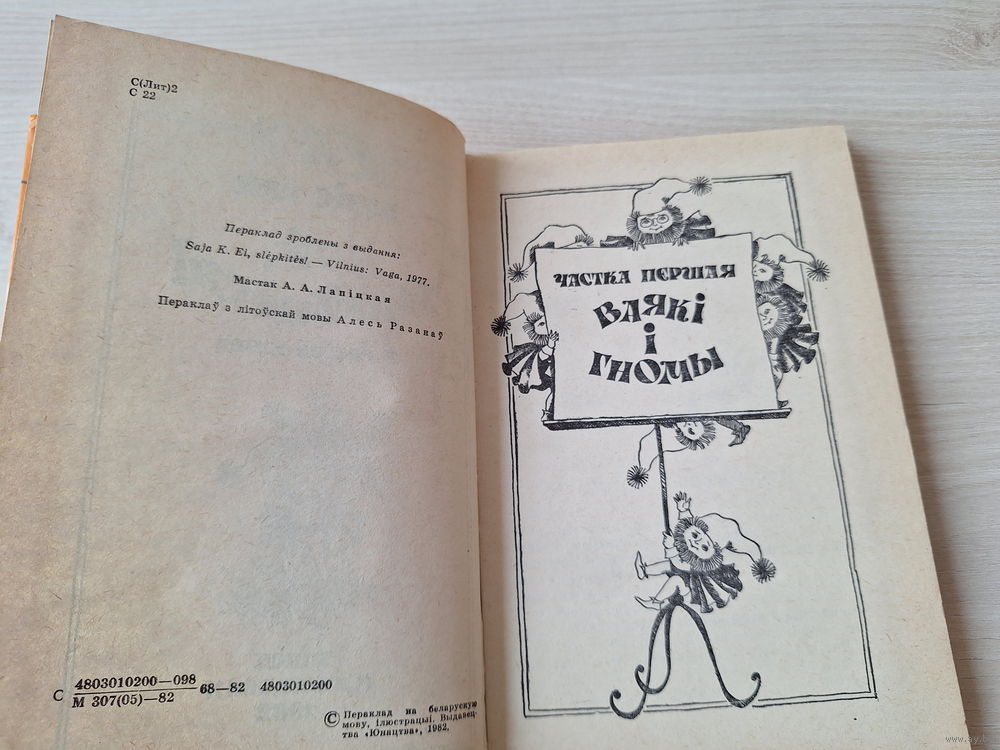 С(Лит)2
С 22
Пераклад зроблены з выдання:
Saja K. Ei, slėpkitės! — Vilnius: Vaga, 1977.
Мастак А. А. Лапіцкая
Пераклаў з літоўскай мовы Алесь Разанаў
С 4803010200—098 68—82 4803010200
М 307(05)—82
© Пераклад на беларускую
мову, ілюстрацыі. Выдавец-
тва «Юнацтва», 1982.
ЧАСТКА ПЕРШАЯ
ВАЯКІ
І
ГНОМЫ